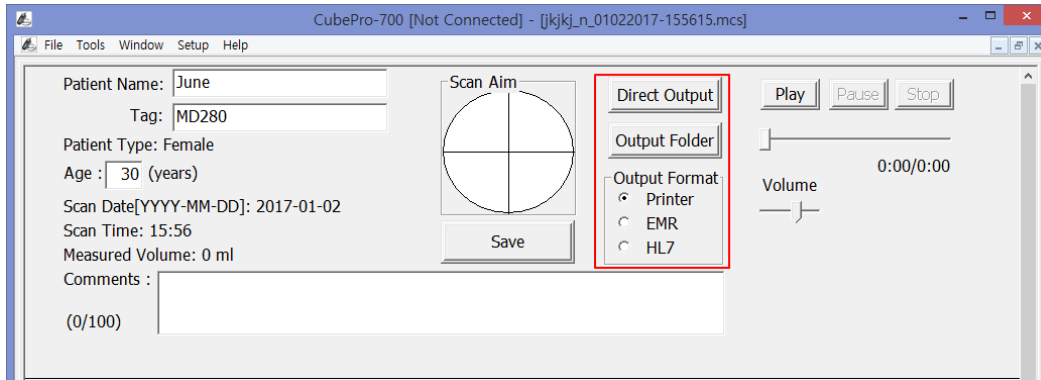 CubePro-700 [Not Connected] - [jkjkj_n_01022017-155615.mcs]
File Tools Window Setup Help
Patient Name: June
Tag: MD280
Patient Type: Female
Age : 30 (years)
Scan Date[YYYY-MM-DD]: 2017-01-02
Scan Time: 15:56
Measured Volume: 0 ml
Comments :
(0/100)
Scan Aim
Save
Direct Output
Output Folder
Output Format
Printer
EMR
HL7
Play Pause Stop
0:00/0:00
Volume